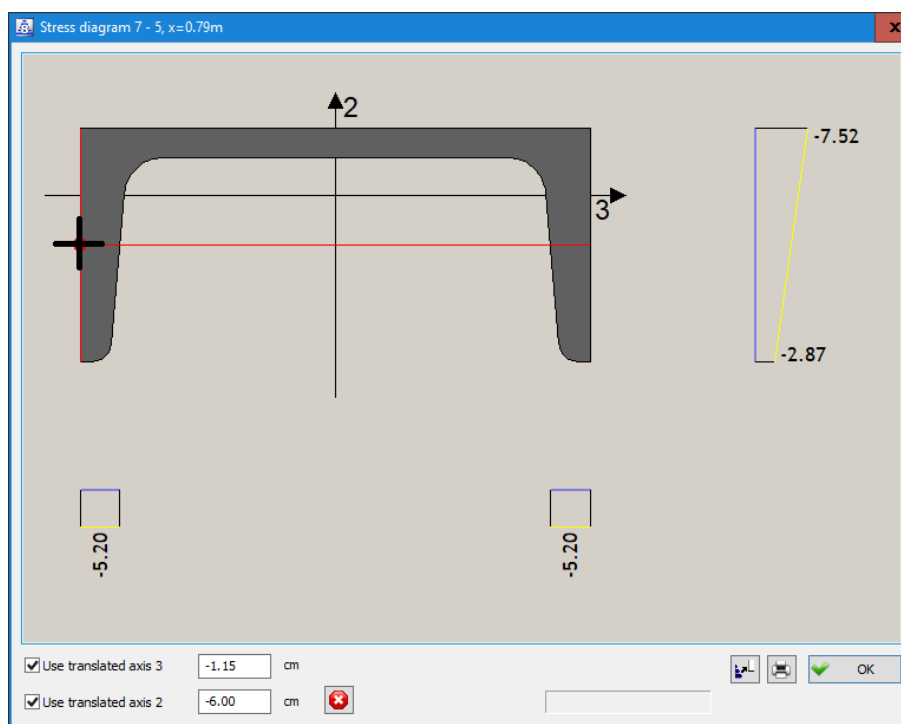 Stress diagram 7 - 5, x=0.79m
2
-7.52
3
-2.87
-5.20
-5.20
Use translated axis 3 -1.15 cm
Use translated axis 2 -6.00 cm
OK